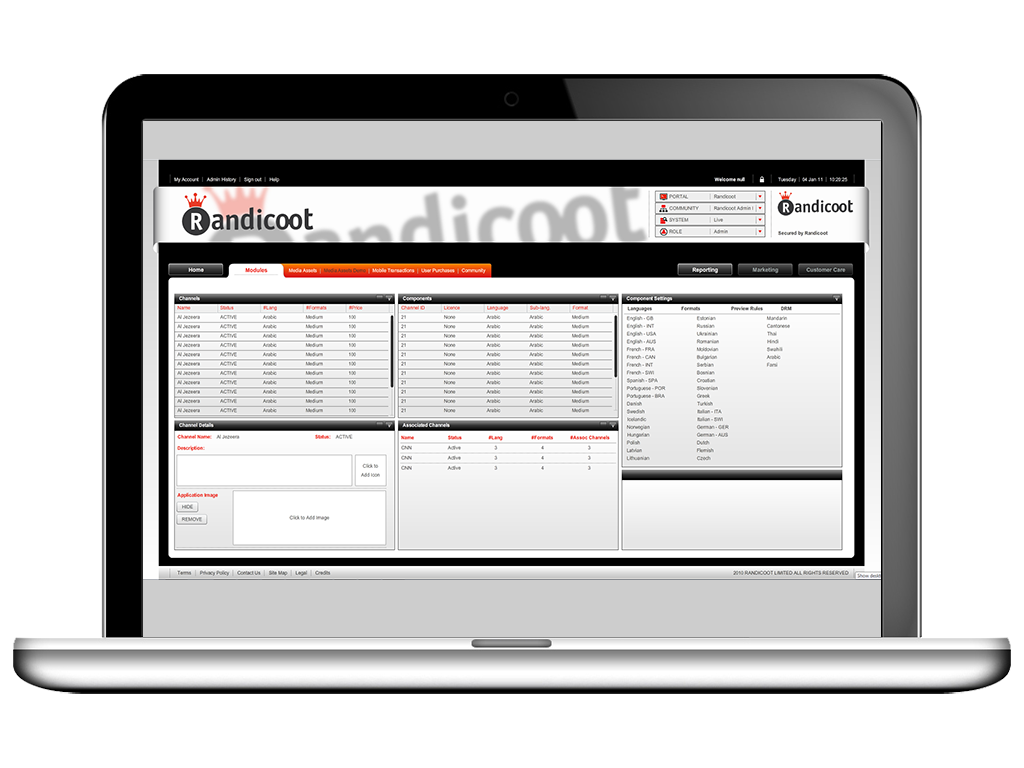 My Account | Admin History | Sign out | Help
Welcome null
Tuesday | 04 Jan 11 | 10:20:25
Randicoot
Randicoot
PORTAL Randicoot
COMMUNITY Randicoot Admin
SYSTEM Live
ROLE Admin
Randicoot
Secured by Randicoot
Home Modules Media Assets | Media Assets Demo | Mobile Transactions | User Purchases | Community Reporting Marketing Customer Care
Channels
Name Status #Lang #Formats #Price
Al Jezeera ACTIVE Arabic Medium 100
Al Jezeera ACTIVE Arabic Medium 100
Al Jezeera ACTIVE Arabic Medium 100
Al Jezeera ACTIVE Arabic Medium 100
Al Jezeera ACTIVE Arabic Medium 100
Al Jezeera ACTIVE Arabic Medium 100
Al Jezeera ACTIVE Arabic Medium 100
Al Jezeera ACTIVE Arabic Medium 100
Al Jezeera ACTIVE Arabic Medium 100
Al Jezeera ACTIVE Arabic Medium 100
Al Jezeera ACTIVE Arabic Medium 100
Components
Channel ID Licence Language Sub-lang. Format
21 None Arabic Arabic Medium
21 None Arabic Arabic Medium
21 None Arabic Arabic Medium
21 None Arabic Arabic Medium
21 None Arabic Arabic Medium
21 None Arabic Arabic Medium
21 None Arabic Arabic Medium
21 None Arabic Arabic Medium
21 None Arabic Arabic Medium
21 None Arabic Arabic Medium
21 None Arabic Arabic Medium
Component Settings
Languages Formats Preview Rules DRM
English - GB Estonian Mandarin
English - INT Russian Cantonese
English - USA Ukrainian Thai
English - AUS Romanian Hindi
French - FRA Moldovian Swahili
French - CAN Bulgarian Arabic
French - INT Serbian Farsi
French - SWI Bosnian
Spanish - SPA Croatian
Portuguese - POR Slovenian
Portuguese - BRA Greek
Danish Turkish
Swedish Italian - ITA
Icelandic Italian - SWI
Norwegian German - GER
Hungarian German - AUS
Polish Dutch
Latvian Flemish
Lithuanian Czech
Channel Details
Channel Name: Al Jezeera Status: ACTIVE
Description:
Click to
Add icon
Application Image
HIDE
REMOVE
Click to Add Image
Associated Channels
Name Status #Lang #Formats #Assoc Channels
CNN Active 3 4 3
CNN Active 3 4 3
CNN Active 3 4 3
Terms | Privacy Policy | Contact Us | Site Map | Legal | Credits
2010 RANDICOOT LIMITED ALL RIGHTS RESERVED
Show deskt